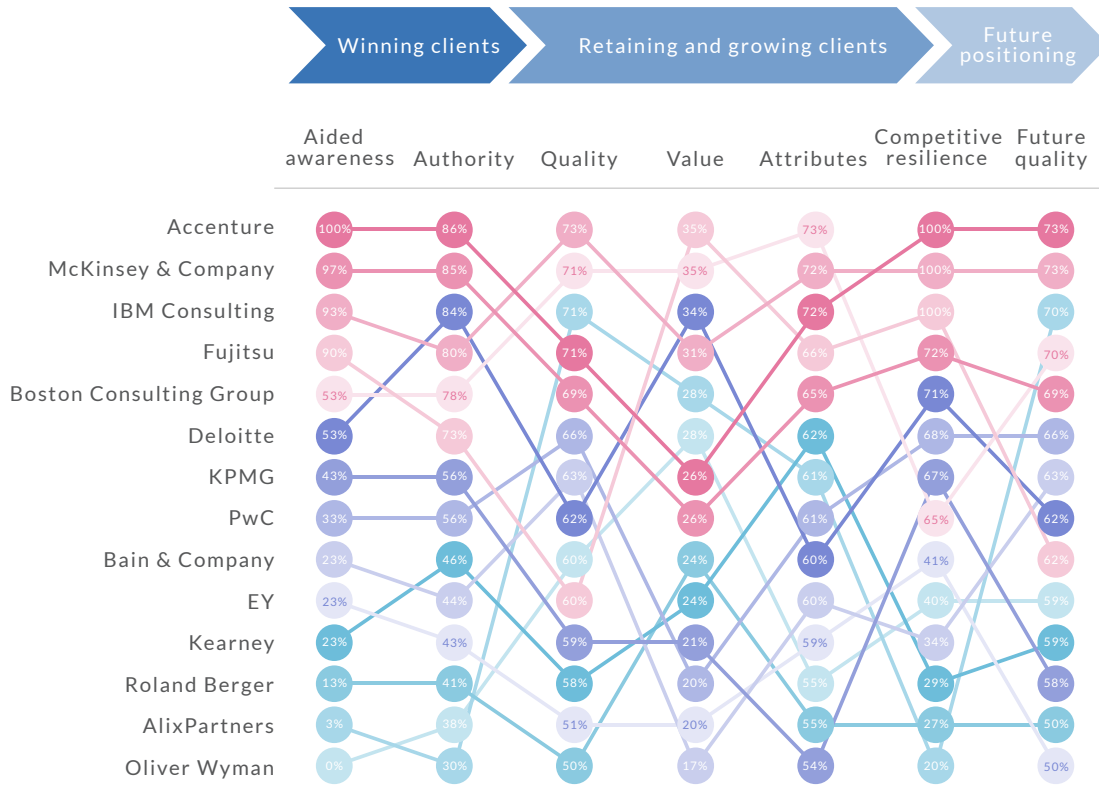 Winning clients
Retaining and growing clients
Future
positioning
Aided
awareness
Authority
Quality
Value
Attributes
Competitive
resilience
Future
quality
Accenture 100% 86% 73% 35% 73% 100% 73%
McKinsey & Company 97% 85% 71% 35% 72% 100% 73%
IBM Consulting 93% 84% 71% 34% 72% 100% 70%
Fujitsu 90% 80% 71% 31% 66% 72% 70%
Boston Consulting Group 53% 78% 69% 28% 65% 71% 69%
Deloitte 53% 73% 66% 28% 62% 68% 66%
KPMG 43% 56% 63% 26% 61% 67% 63%
PwC 33% 56% 62% 26% 61% 65% 62%
Bain & Company 23% 46% 60% 24% 60% 41% 62%
EY 23% 44% 60% 24% 60% 40% 59%
Kearney 23% 43% 59% 21% 59% 34% 59%
Roland Berger 13% 41% 58% 20% 55% 29% 58%
AlixPartners 3% 38% 51% 20% 55% 27% 50%
Oliver Wyman 0% 30% 50% 17% 54% 20% 50%